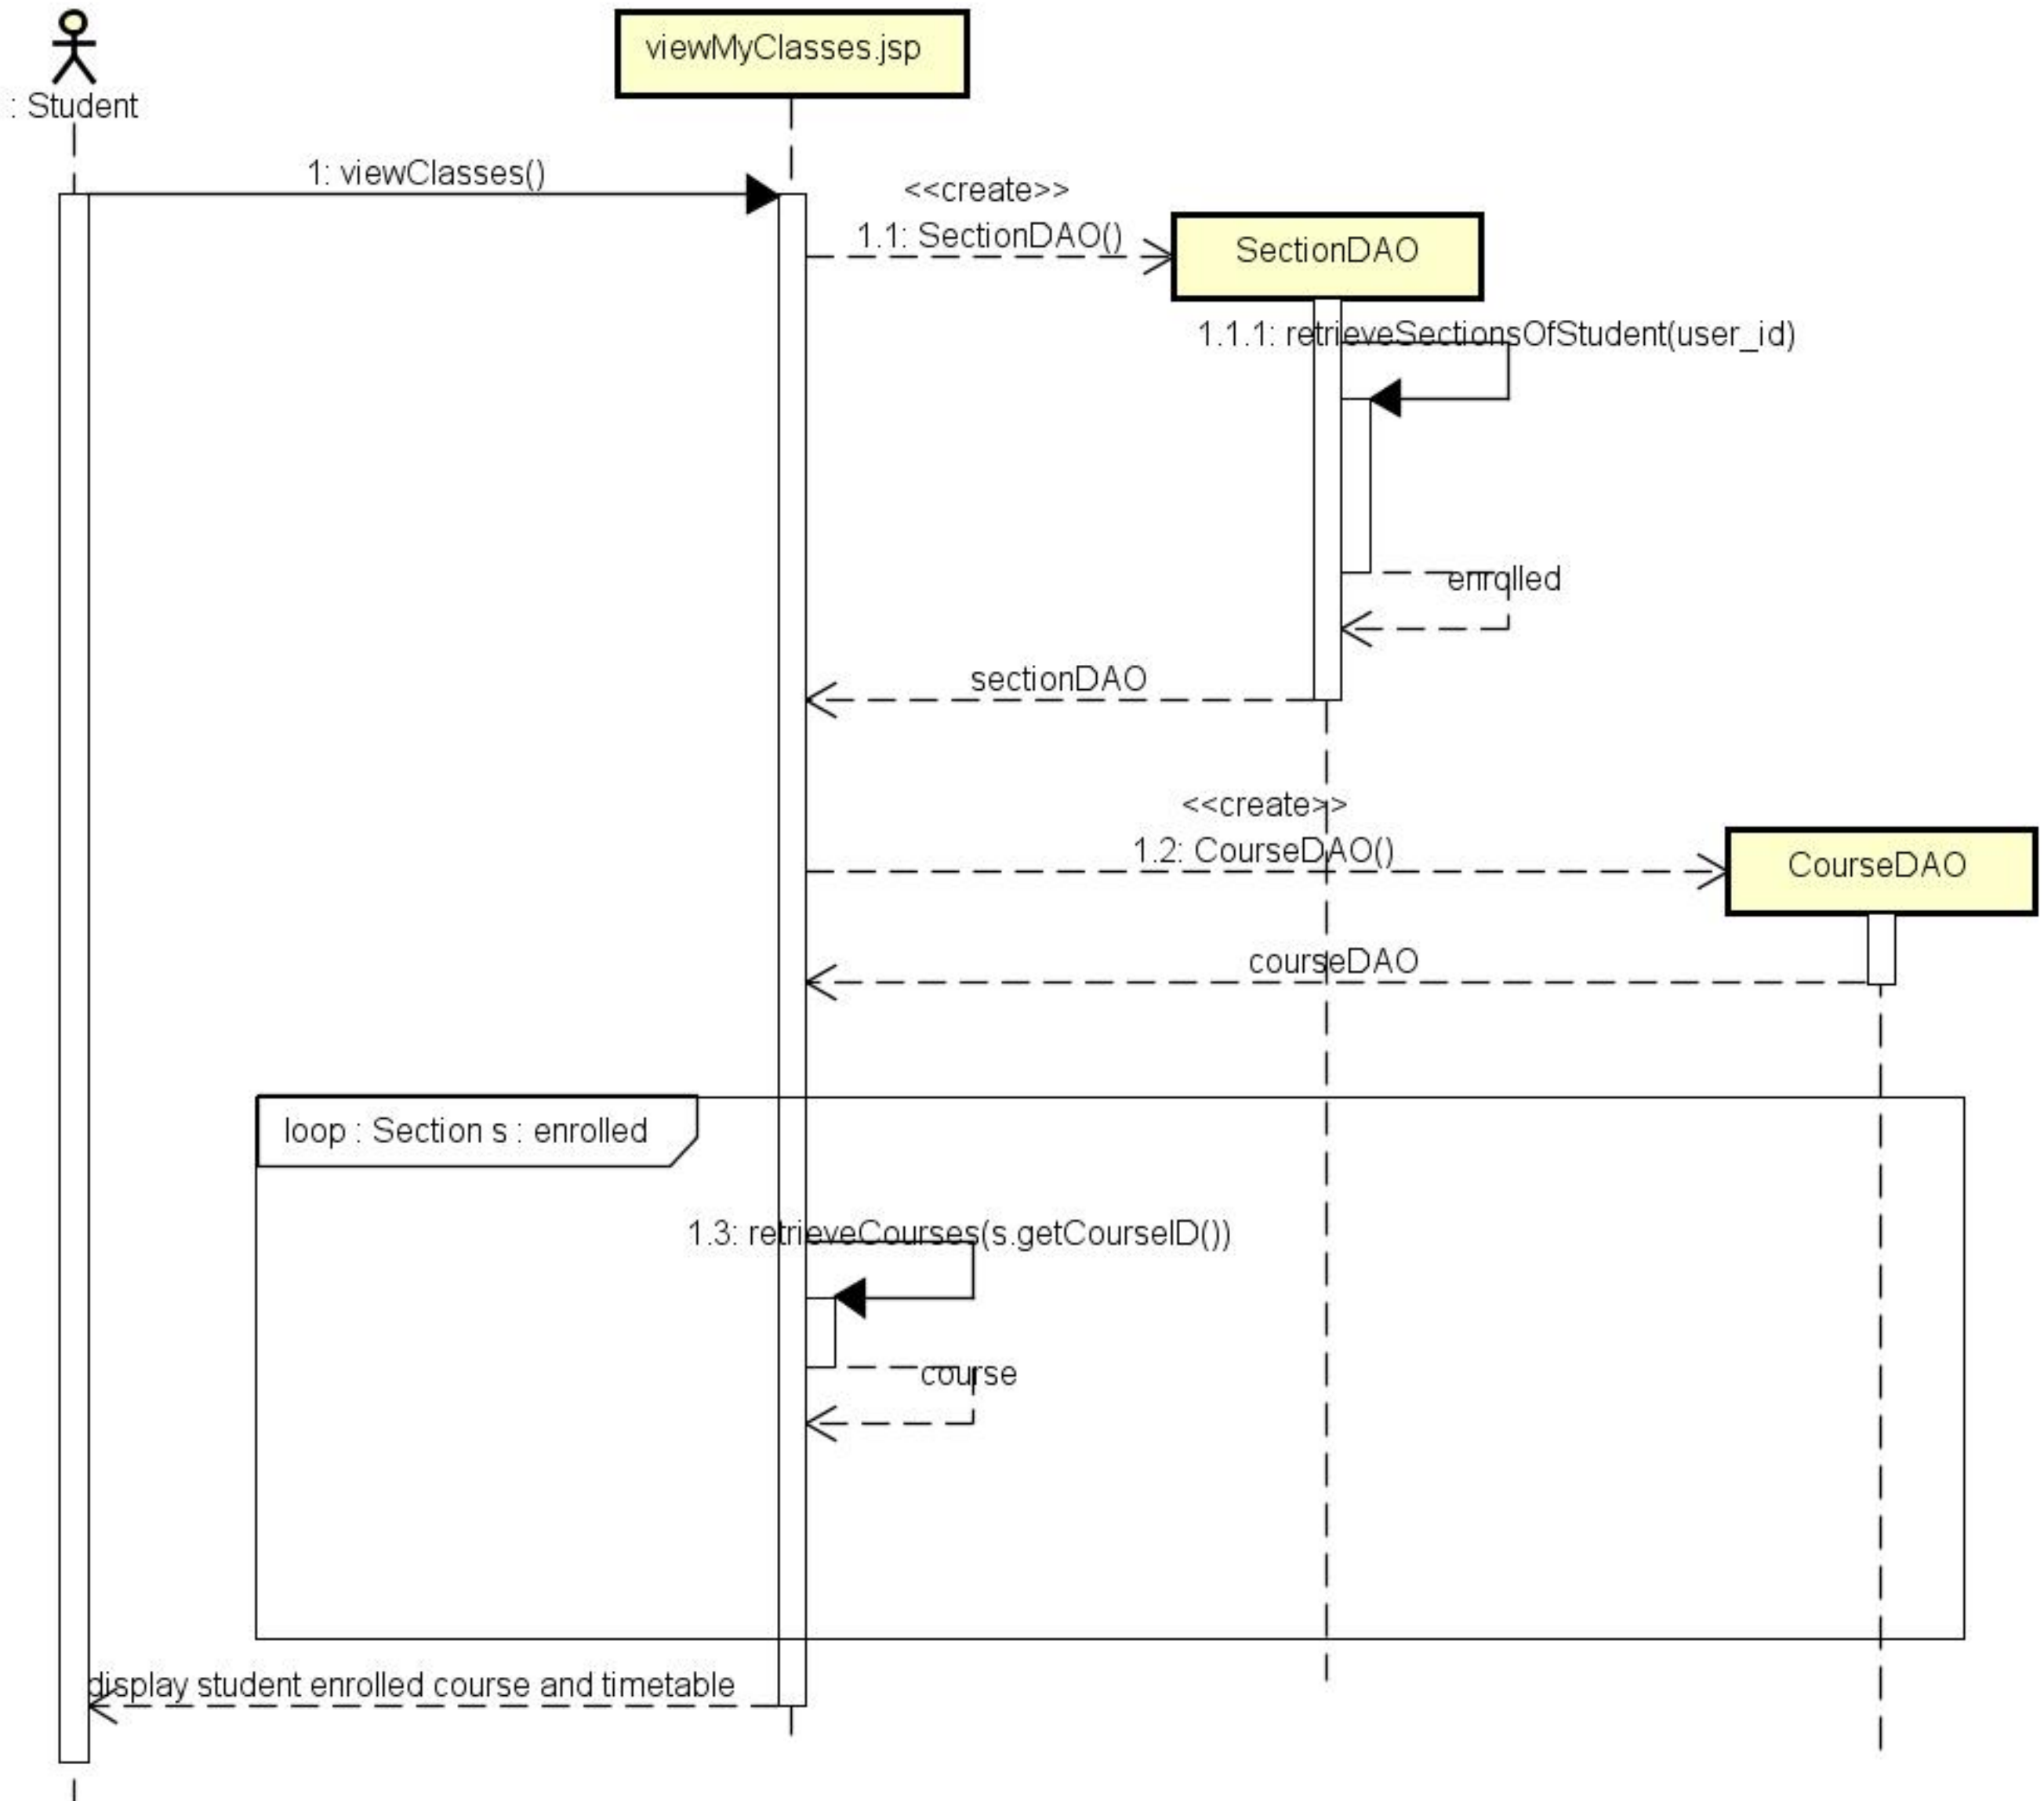 : Student
viewMyClasses.jsp
1: viewClasses()
<<create>>
1.1: SectionDAO()
SectionDAO
1.1.1: retrieveSectionsOfStudent(user_id)
enrolled
sectionDAO
<<create>>
1.2: CourseDAO()
CourseDAO
courseDAO
loop : Section s : enrolled
1.3: retrieveCourses(s.getCourseID())
course
display student enrolled course and timetable